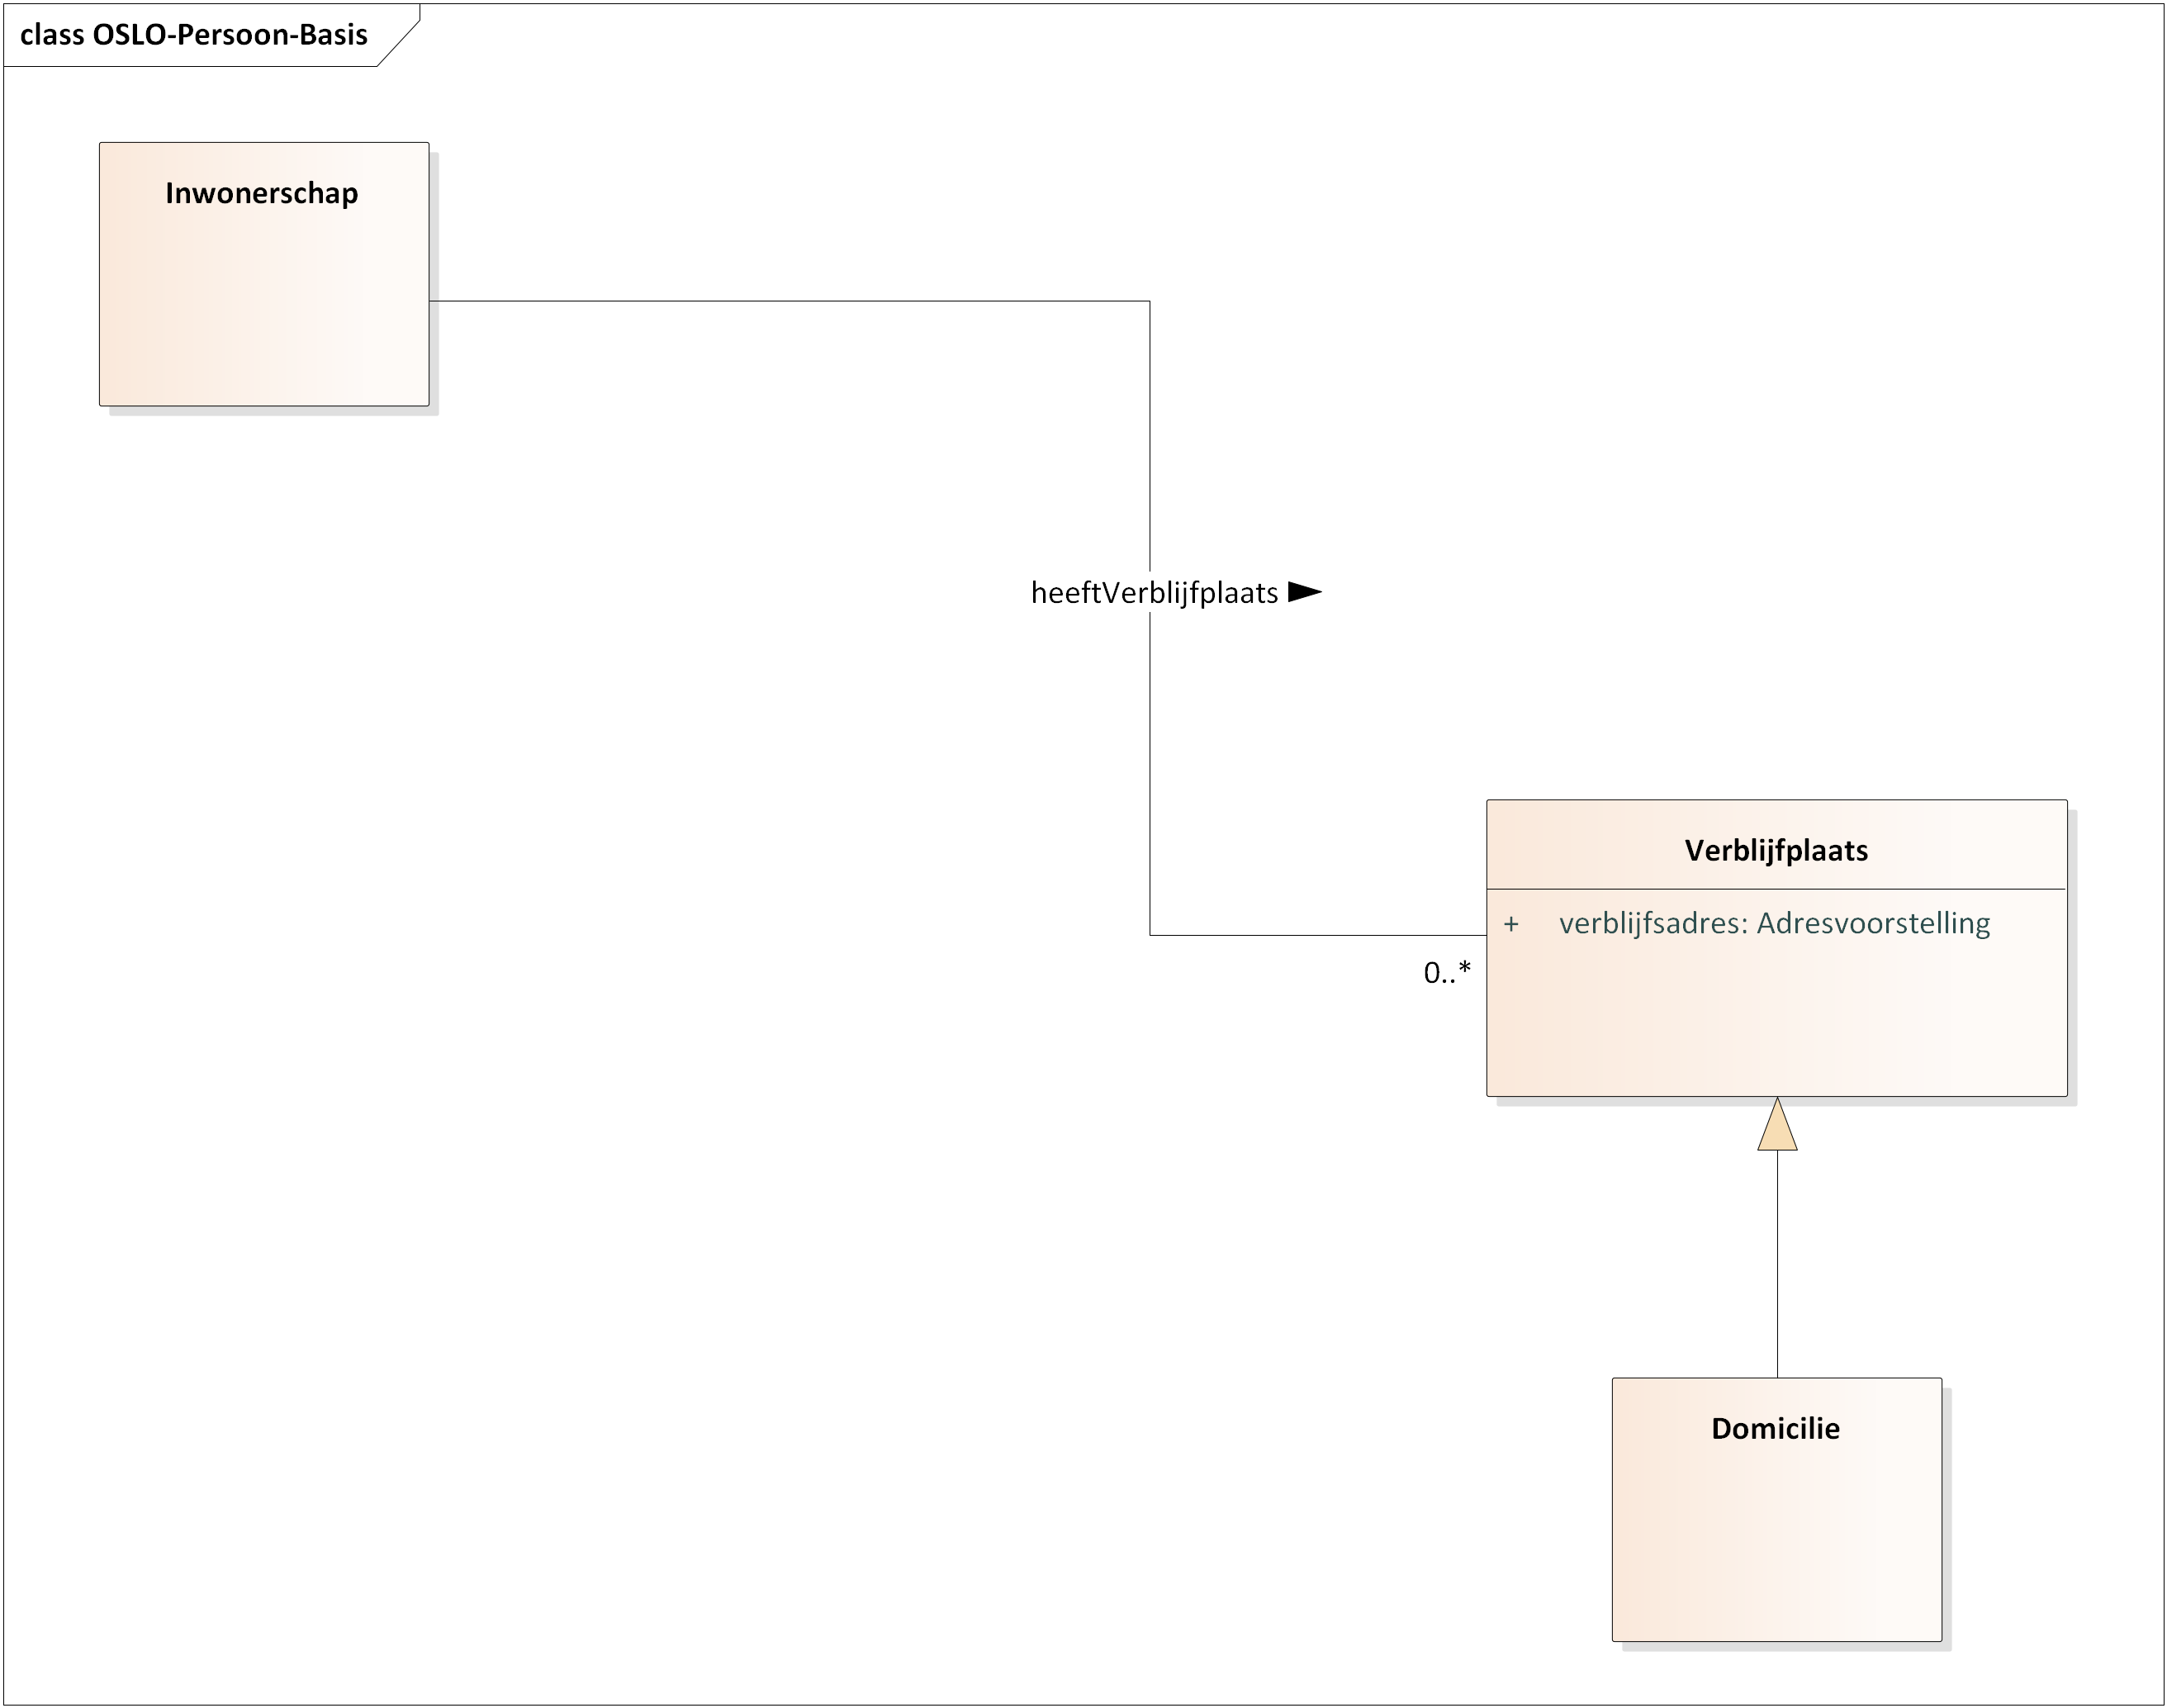 class OSLO-Persoon-Basis
Inwonerschap
heeftVerblijfplaats
Verblijfplaats
+ verblijfsadres: Adresvoorstelling
0..*
Domicilie